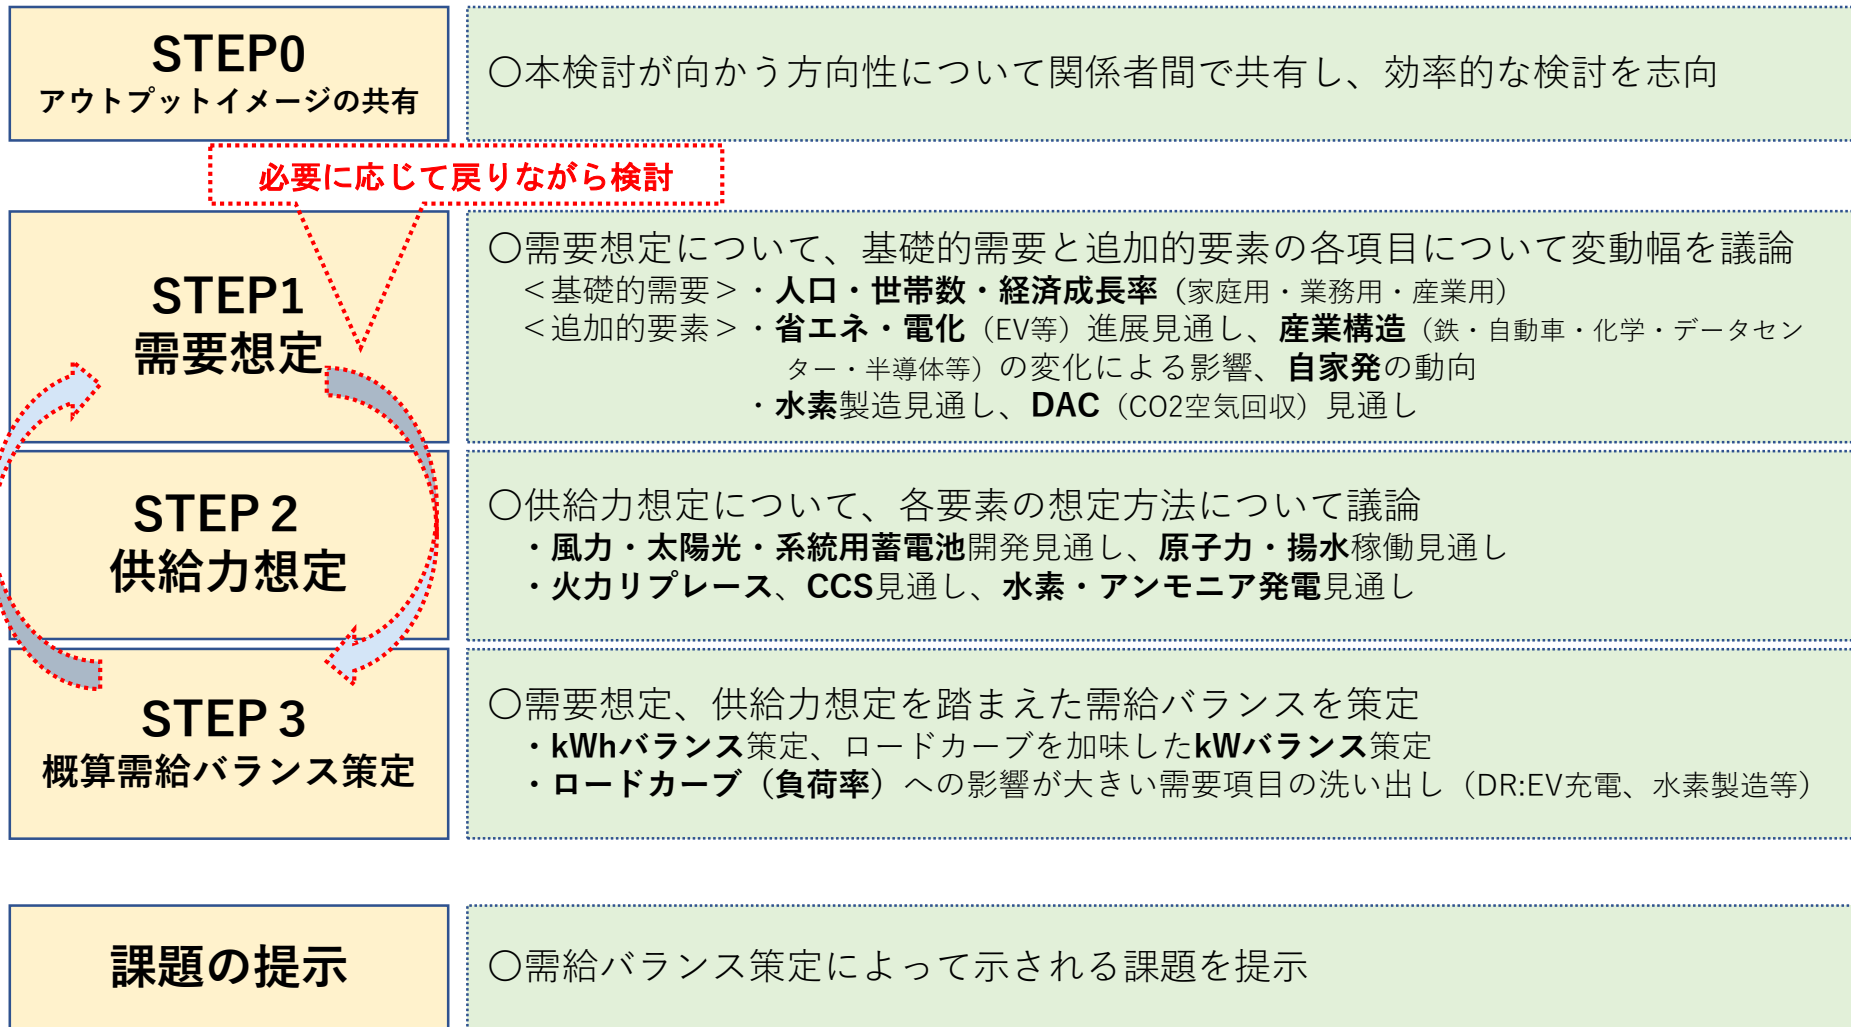 STEP0
アウトプットイメージの共有
〇本検討が向かう方向性について関係者間で共有し、効率的な検討を志向
必要に応じて戻りながら検討
STEP1
需要想定
〇需要想定について、基礎的需要と追加的要素の各項目について変動幅を議論
＜基礎的需要＞・人口・世帯数・経済成長率（家庭用・業務用・産業用）
＜追加的要素＞・省エネ・電化（EV等）進展見通し、産業構造（鉄・自動車・化学・データセン
ター・半導体等）の変化による影響、自家発の動向
・水素製造見通し、DAC（CO2空気回収）見通し
STEP２
供給力想定
〇供給力想定について、各要素の想定方法について議論
・風力・太陽光・系統用蓄電池開発見通し、原子力・揚水稼働見通し
・火力リプレース、CCS見通し、水素・アンモニア発電見通し
STEP３
概算需給バランス策定
〇需要想定、供給力想定を踏まえた需給バランスを策定
・kWhバランス策定、ロードカーブを加味したkWバランス策定
・ロードカーブ（負荷率）への影響が大きい需要項目の洗い出し（DR:EV充電、水素製造等）
課題の提示
〇需給バランス策定によって示される課題を提示